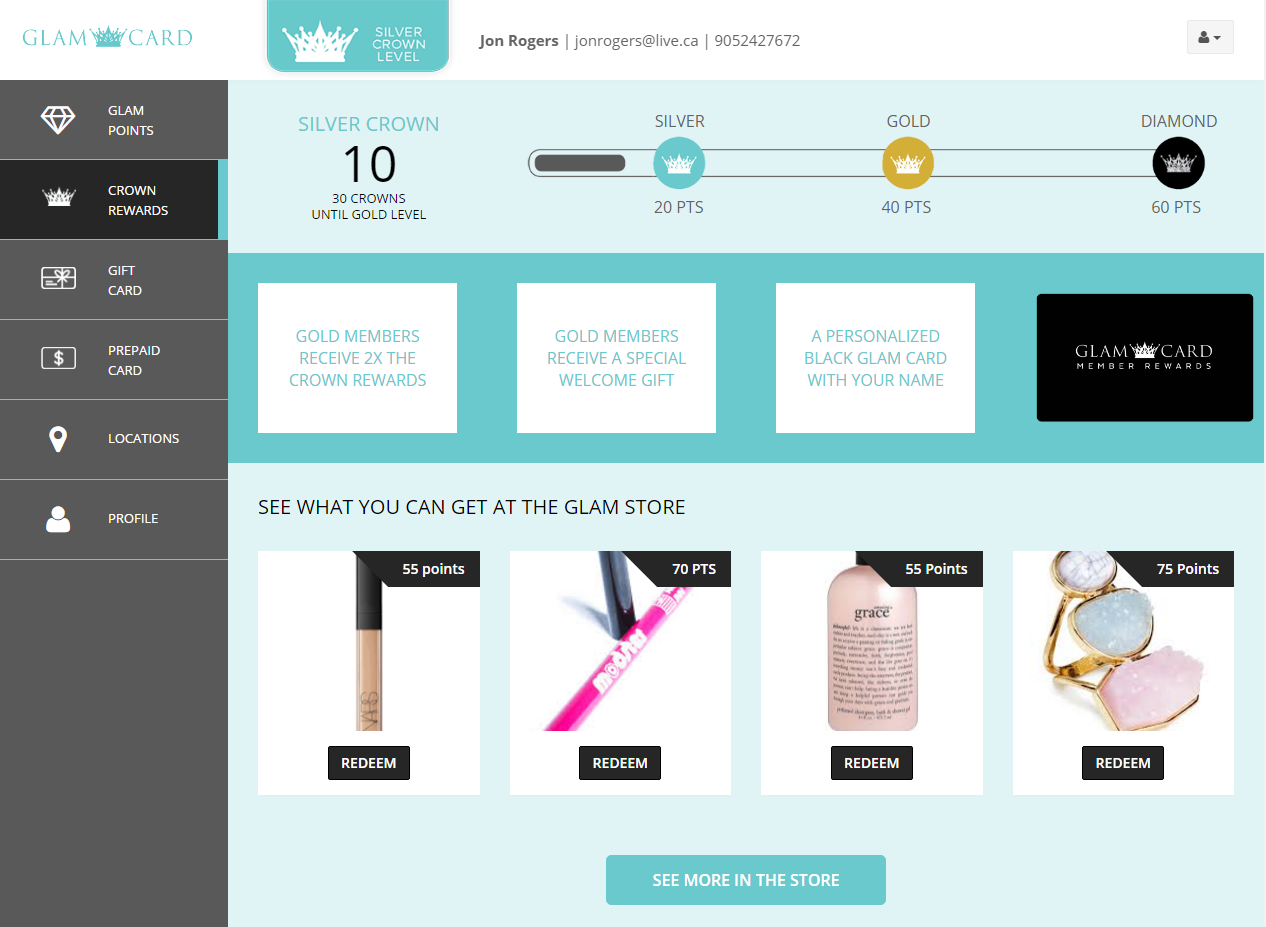 GLAM CARD
SILVER
CROWN
LEVEL
Jon Rogers | jonrogers@live.ca | 9052427672
GLAM
POINTS
CROWN
REWARDS
GIFT
CARD
PREPAID
CARD
LOCATIONS
PROFILE
SILVER CROWN
10
30 CROWNS
UNTIL GOLD LEVEL
SILVER
GOLD
DIAMOND
20 PTS
40 PTS
60 PTS
GOLD MEMBERS
RECEIVE 2X THE
CROWN REWARDS
GOLD MEMBERS
RECEIVE A SPECIAL
WELCOME GIFT
A PERSONALIZED
BLACK GLAM CARD
WITH YOUR NAME
GLAM CARD
MEMBER REWARDS
SEE WHAT YOU CAN GET AT THE GLAM STORE
55 points
70 PTS
55 Points
75 Points
amazing
grace
REDEEM
REDEEM
REDEEM
REDEEM
SEE MORE IN THE STORE